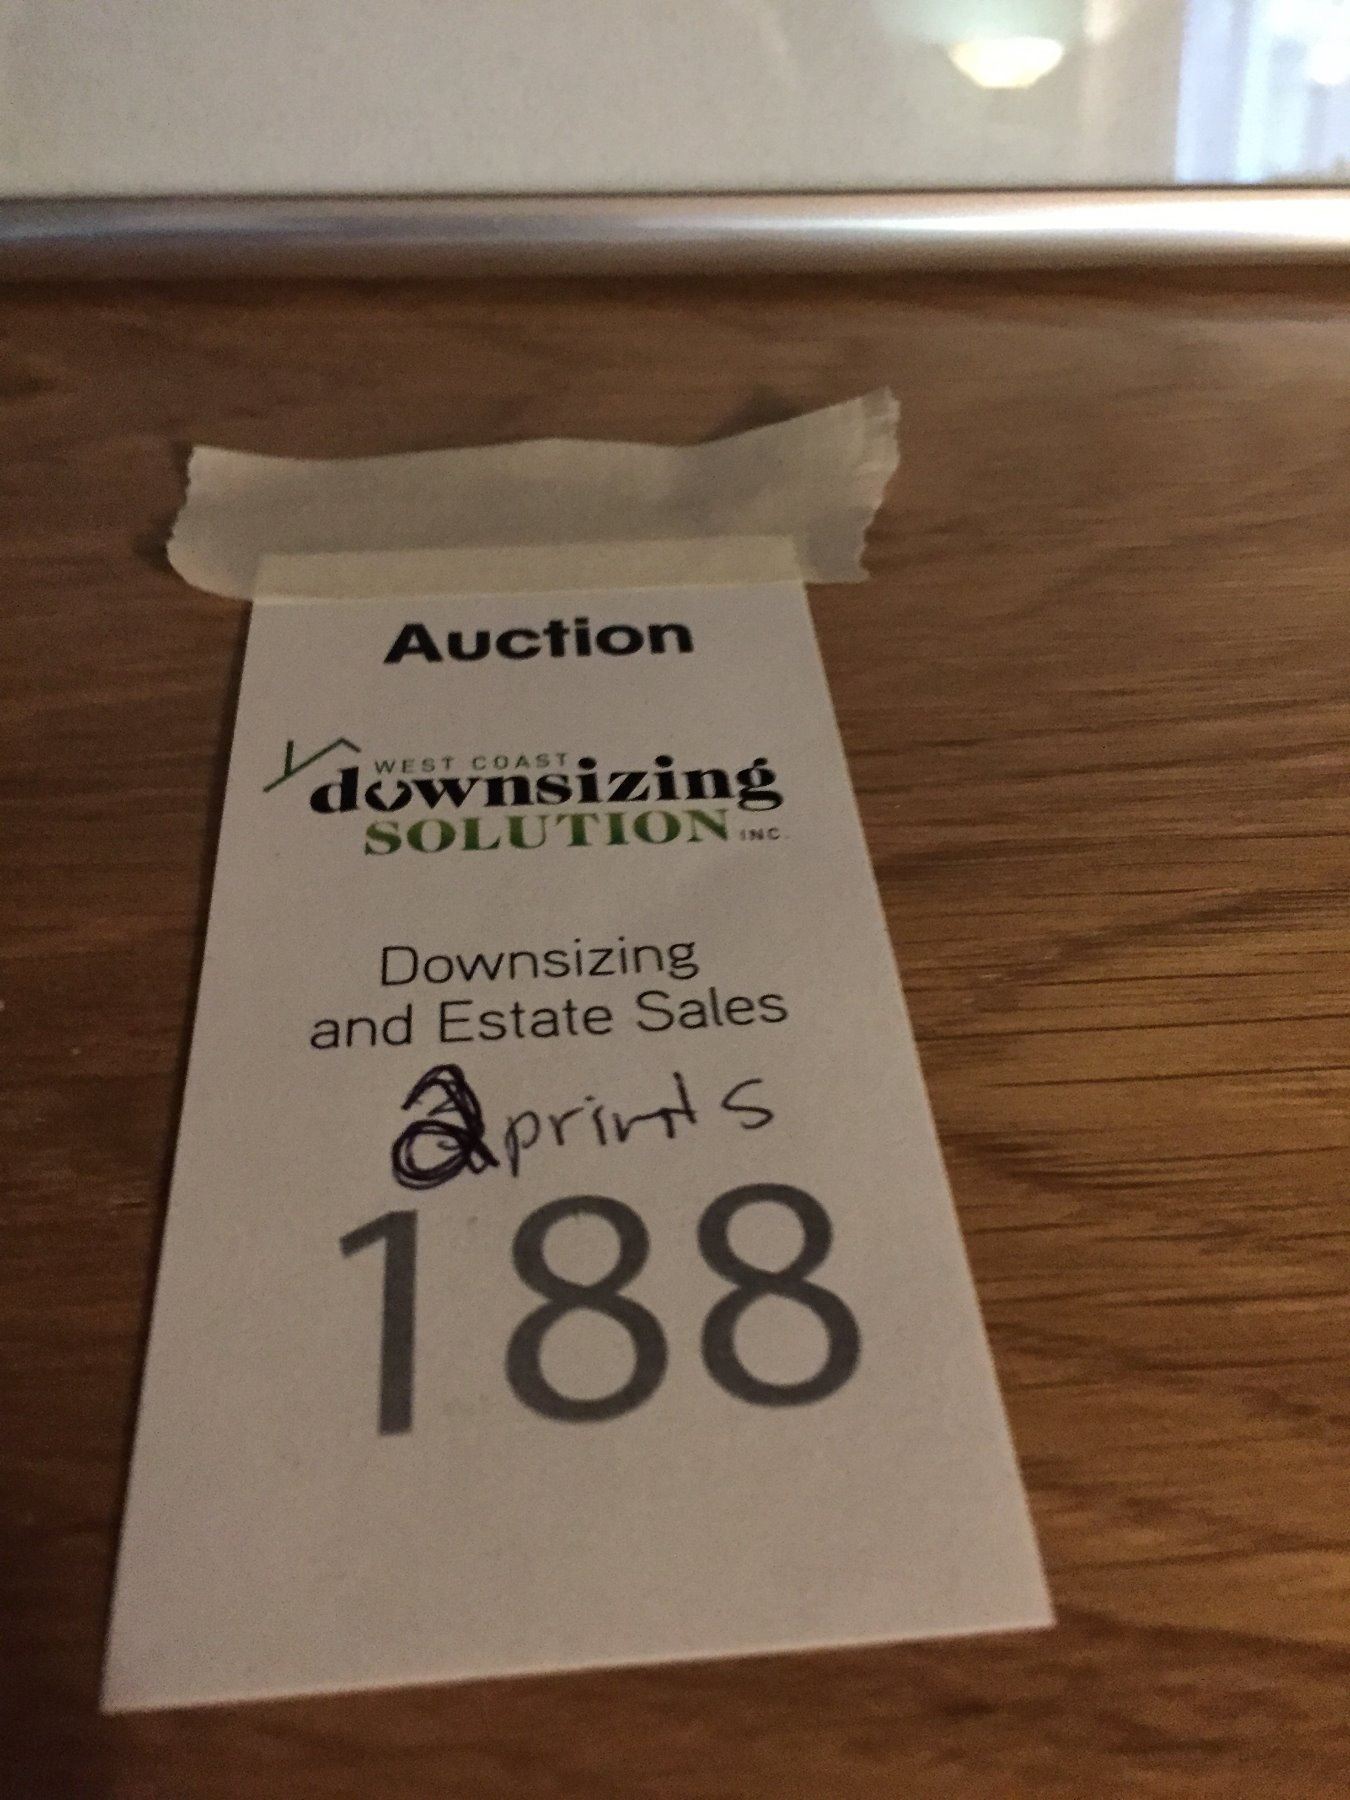 Auction
WEST COAST
downsizing
SOLUTION INC.
Downsizing
and Estate Sales
2 prints
188